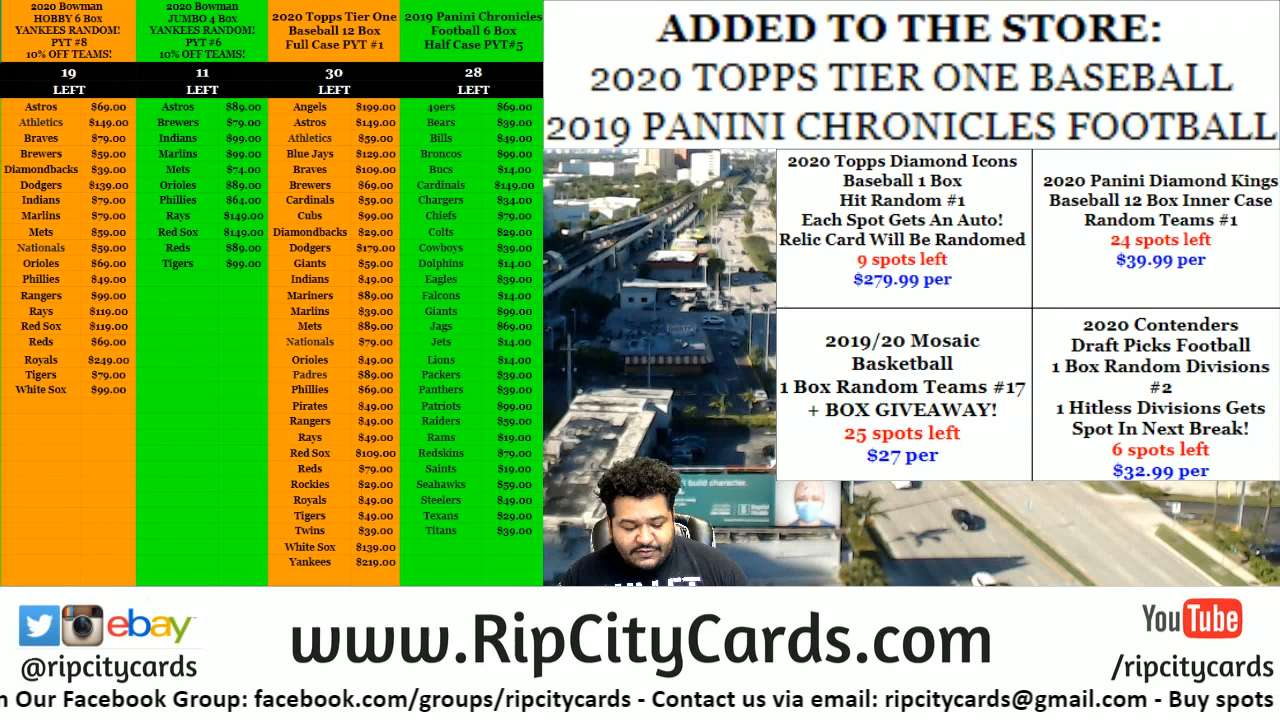 2020 Bowman
HOBBY 6 Box
YANKEES RANDOM!
PYT #8
10% OFF TEAMS!
19
LEFT
Astros $69.00
Athletics $149.00
Braves $79.00
Brewers $59.00
Diamondbacks $39.00
Dodgers $139.00
Indians $79.00
Marlins $79.00
Mets $59.00
Nationals $59.00
Orioles $69.00
Phillies $49.00
Rangers $99.00
Rays $119.00
Red Sox $119.00
Reds $69.00
Royals $249.00
Tigers $79.00
White Sox $99.00
2020 Bowman
JUMBO 4 Box
YANKEES RANDOM!
PYT #6
10% OFF TEAMS!
11
LEFT
Astros $89.00
Brewers $79.00
Indians $99.00
Marlins $99.00
Mets $74.00
Orioles $89.00
Phillies $64.00
Rays $149.00
Red Sox $149.00
Reds $89.00
Tigers $99.00
2020 Topps Tier One
Baseball 12 Box
Full Case PYT #1
30
LEFT
Angels $199.00
Astros $149.00
Athletics $59.00
Blue Jays $129.00
Braves $109.00
Brewers $69.00
Cardinals $59.00
Cubs $99.00
Diamondbacks $29.00
Dodgers $179.00
Giants $59.00
Indians $49.00
Mariners $89.00
Marlins $39.00
Mets $89.00
Nationals $79.00
Orioles $49.00
Padres $89.00
Phillies $69.00
Pirates $49.00
Rangers $49.00
Rays $49.00
Red Sox $109.00
Reds $79.00
Rockies $29.00
Royals $49.00
Tigers $49.00
Twins $39.00
White Sox $139.00
Yankees $219.00
2019 Panini Chronicles
Football 6 Box
Half Case PYT#5
28
LEFT
49ers $69.00
Bears $39.00
Bills $49.00
Broncos $99.00
Bucs $14.00
Cardinals $149.00
Chargers $34.00
Chiefs $79.00
Colts $29.00
Cowboys $39.00
Dolphins $14.00
Eagles $39.00
Falcons $14.00
Giants $99.00
Jags $69.00
Jets $14.00
Lions $14.00
Packers $39.00
Panthers $39.00
Patriots $99.00
Raiders $59.00
Rams $19.00
Redskins $79.00
Saints $19.00
Seahawks $59.00
Steelers $49.00
Texans $29.00
Titans $39.00
ADDED TO THE STORE:
2020 TOPPS TIER ONE BASEBALL
2019 PANINI CHRONICLES FOOTBALL
2020 Topps Diamond Icons
Baseball 1 Box
Hit Random #1
Each Spot Gets An Auto!
Relic Card Will Be Randomed
9 spots left
$279.99 per
2020 Panini Diamond Kings
Baseball 12 Box Inner Case
Random Teams #1
24 spots left
$39.99 per
2019/20 Mosaic
Basketball
1 Box Random Teams #17
+ BOX GIVEAWAY!
25 spots left
$27 per
2020 Contenders
Draft Picks Football
1 Box Random Divisions
#2
1 Hitless Divisions Gets
Spot In Next Break!
6 spots left
$32.99 per
build character.
ebay
@ripcitycards
www.RipCityCards.com
YouTube
/ripcitycards
n Our Facebook Group: facebook.com/groups/ripcitycards - Contact us via email: ripcitycards@gmail.com - Buy spots